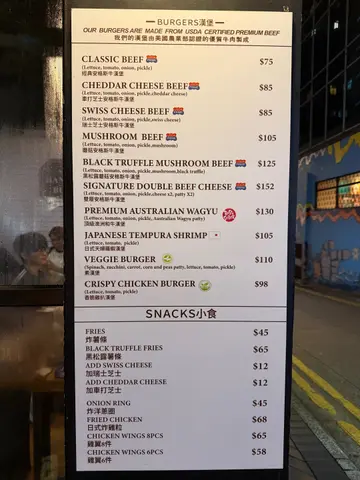 BURGERS漢堡
OUR BURGERS ARE MADE FROM USDA CERTIFIED PREMIUM BEEF
我們的漢堡由美國農業部認證的優質牛肉製成
CLASSIC BEEF $75
(Lettuce, tomato, onion, pickle)
經典安格斯牛漢堡
CHEDDAR CHEESE BEEF $85
(Lettuce, tomato, onion, pickle,cheddar cheese)
車打芝士安格斯牛漢堡
SWISS CHEESE BEEF $85
(Lettuce, tomato, onion, pickle,swiss cheese)
瑞士芝士安格斯牛漢堡
MUSHROOM BEEF $105
(Lettuce, tomato, onion, pickle,mushroom)
蘑菇安格斯牛漢堡
BLACK TRUFFLE MUSHROOM BEEF $125
(Lettuce, tomato, onion, pickle,mushroom,black truffle)
黑松露蘑菇安格斯牛漢堡
SIGNATURE DOUBLE BEEF CHEESE $152
(Lettuce, tomato, onion, pickle,cheese x2, patty X2)
雙層安格斯牛漢堡
PREMIUM AUSTRALIAN WAGYU $130
(Lettuce, tomato, onion, pickle, Australian Wagyu patty)
頂級澳洲和牛漢堡
JAPANESE TEMPURA SHRIMP $105
(Lettuce, tomato, pickle)
日式天婦羅蝦漢堡
VEGGIE BURGER $110
(Spinach, zucchini, carrot, corn and peas patty, lettuce, tomato, pickle)
素漢堡
CRISPY CHICKEN BURGER $98
(Lettuce, tomato, pickle)
香脆雞扒漢堡
SNACKS小食
FRIES $45
炸薯條
BLACK TRUFFLE FRIES $65
黑松露薯條
ADD SWISS CHEESE $12
加瑞士芝士
ADD CHEDDAR CHEESE $12
加車打芝士
ONION RING $45
炸洋蔥圈
FRIED CHICKEN $68
日式炸雞粒
CHICKEN WINGS 8PCS $65
雞翼8件
CHICKEN WINGS 6PCS $58
雞翼6件